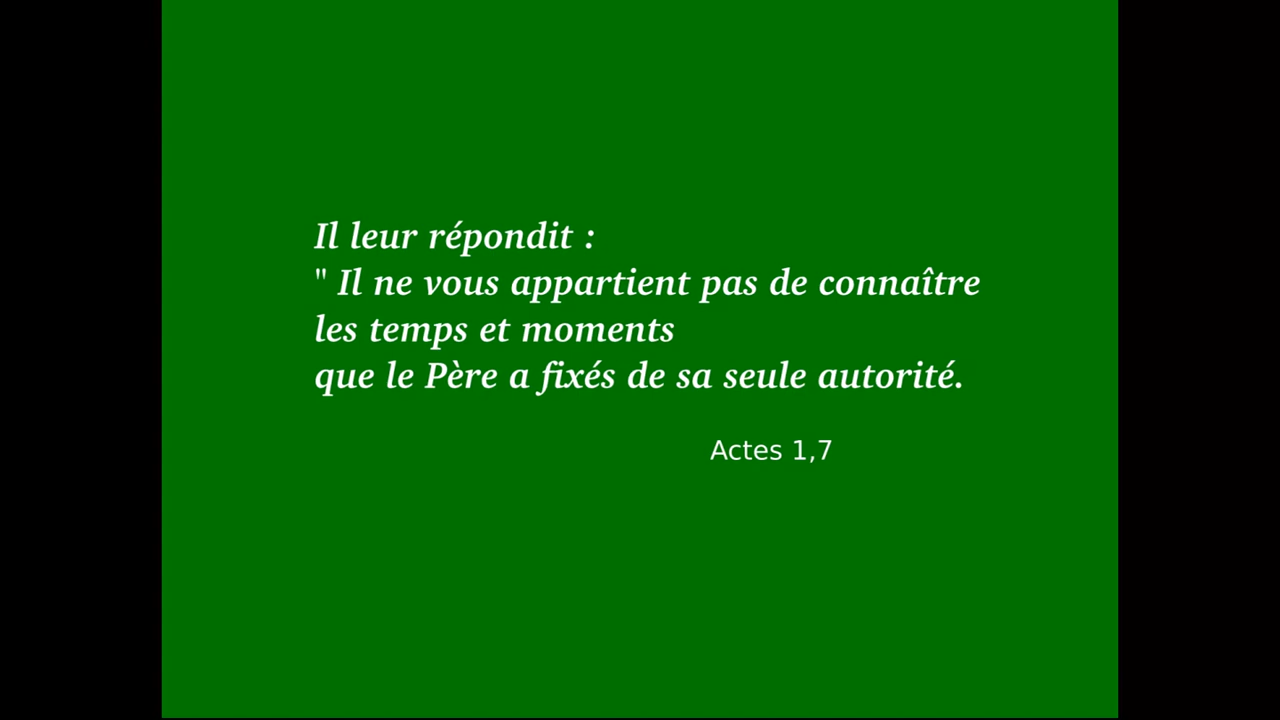 Il leur répondit :
" Il ne vous appartient pas de connaître
les temps et moments
que le Père a fixés de sa seule autorité.
Actes 1,7